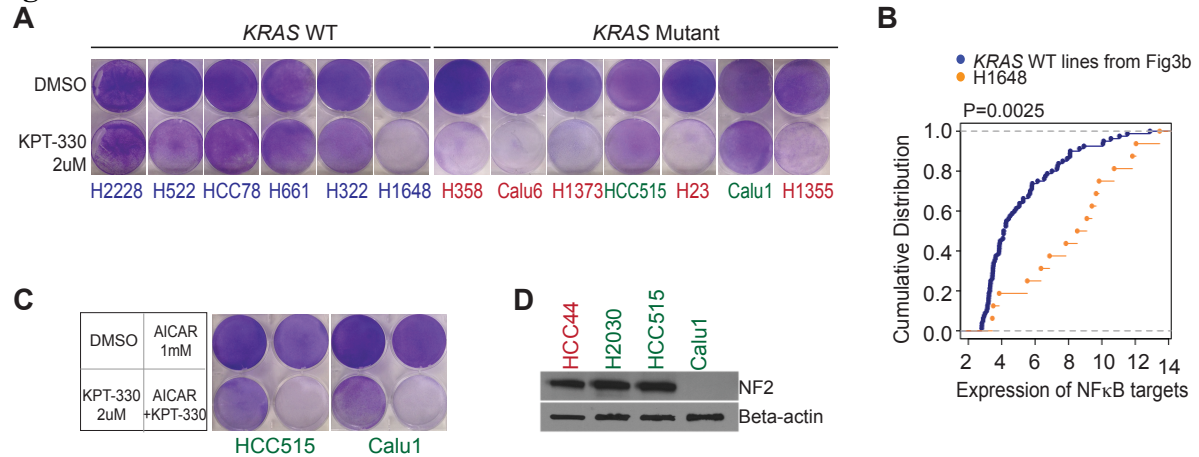 A
KRAS WT
KRAS Mutant
DMSO
KPT-330
2uM
H2228 H522 HCC78 H661 H322 H1648 H358 Calu6 H1373 HCC515 H23 Calu1 H1355
B
KRAS WT lines from Fig3b
H1648
P=0.0025
Cumulative Distribution
1.0
0.8
0.6
0.4
0.2
0.0
2 4 6 8 10 12 14
Expression of NFκB targets
C
DMSO
AICAR
1mM
KPT-330
2uM
AICAR
+KPT-330
HCC515 Calu1
D
HCC44
H2030
HCC515
Calu1
NF2
Beta-actin